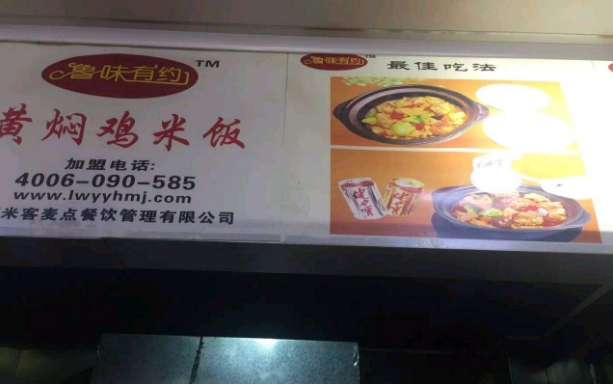 鲁味有约 TM
黄焖鸡米饭
加盟电话:
4006-090-585
www.lwyyhmj.com
米客麦点餐饮管理有限公司
鲁味有约 TM
最佳吃法